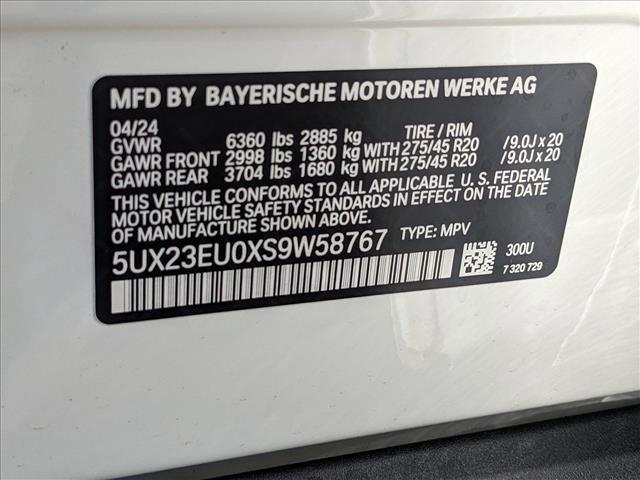 MFD BY BAYERISCHE MOTOREN WERKE AG
04/24 TIRE / RIM
GVWR 6360 lbs 2885 kg
GAWR FRONT 2998 lbs 1360 kg WITH 275/45 R20 /9.0J x 20
GAWR REAR 3704 lbs 1680 kg WITH 275/45 R20 /9.0J x 20
THIS VEHICLE CONFORMS TO ALL APPLICABLE U. S. FEDERAL
MOTOR VEHICLE SAFETY STANDARDS IN EFFECT ON THE DATE
OF MANUFACTURE SHOWN ABOVE.
5UX23EU0XS9W58767 TYPE: MPV
300U
7 320 729